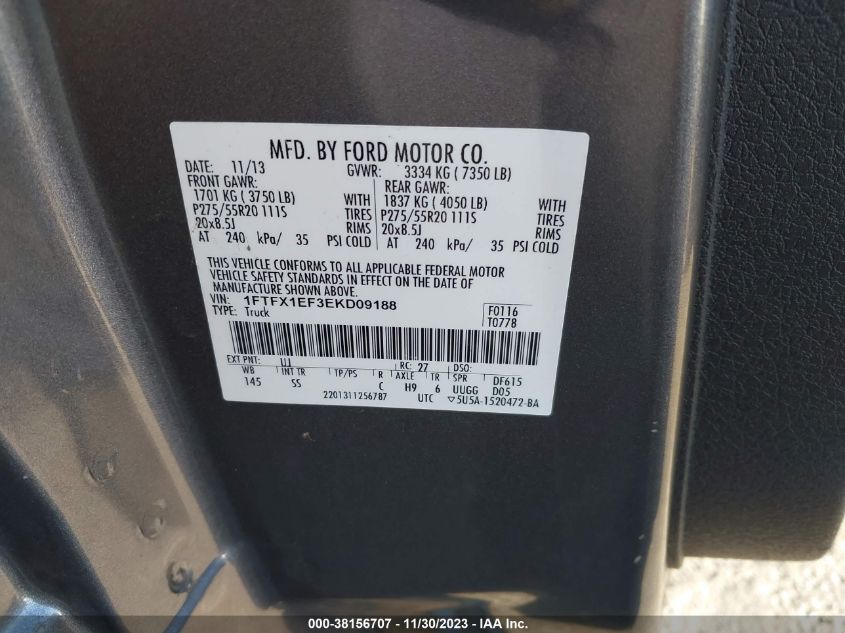 MFD. BY FORD MOTOR CO.
DATE: 11/13 GVWR: 3334 KG ( 7350 LB)
FRONT GAWR: REAR GAWR:
1701 KG ( 3750 LB) WITH 1837 KG ( 4050 LB) WITH
P275/55R20 111S TIRES P275/55R20 111S TIRES
20x8.5J RIMS 20x8.5J RIMS
AT 240 kPa/ 35 PSI COLD AT 240 kPa/ 35 PSI COLD
THIS VEHICLE CONFORMS TO ALL APPLICABLE FEDERAL MOTOR
VEHICLE SAFETY STANDARDS IN EFFECT ON THE DATE OF
MANUFACTURE SHOWN ABOVE.
VIN: 1FTFX1EF3EKD09188 F0116
TYPE: Truck T0778
EXT PNT: UJ RC: 27 DSO:
WB INT TR TP/PS R AXLE TR SPR DF615
145 SS C H9 6 UUGG D05
2201311256787 UTC ▽5U5A-1520472-BA
000-38156707 - 11/30/2023 - IAA Inc.